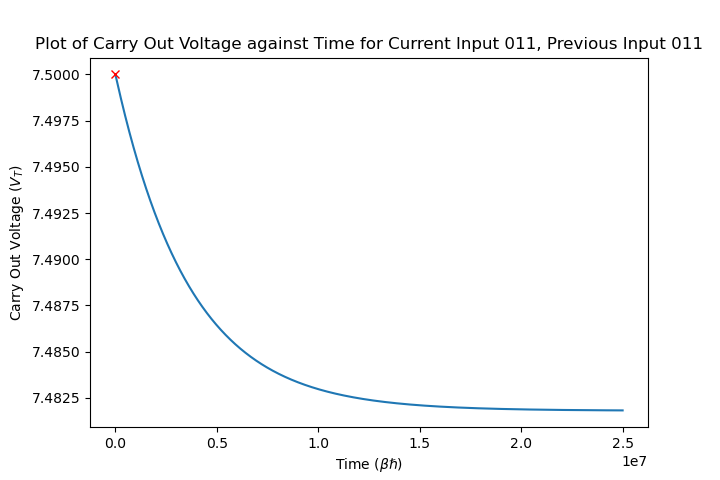 Plot of Carry Out Voltage against Time for Current Input 011, Previous Input 011
7.5000
7.4975
7.4950
7.4925
7.4900
7.4875
7.4850
7.4825
Carry Out Voltage (V_T)
0.0 0.5 1.0 1.5 2.0 2.5
1e7
Time (βħ)